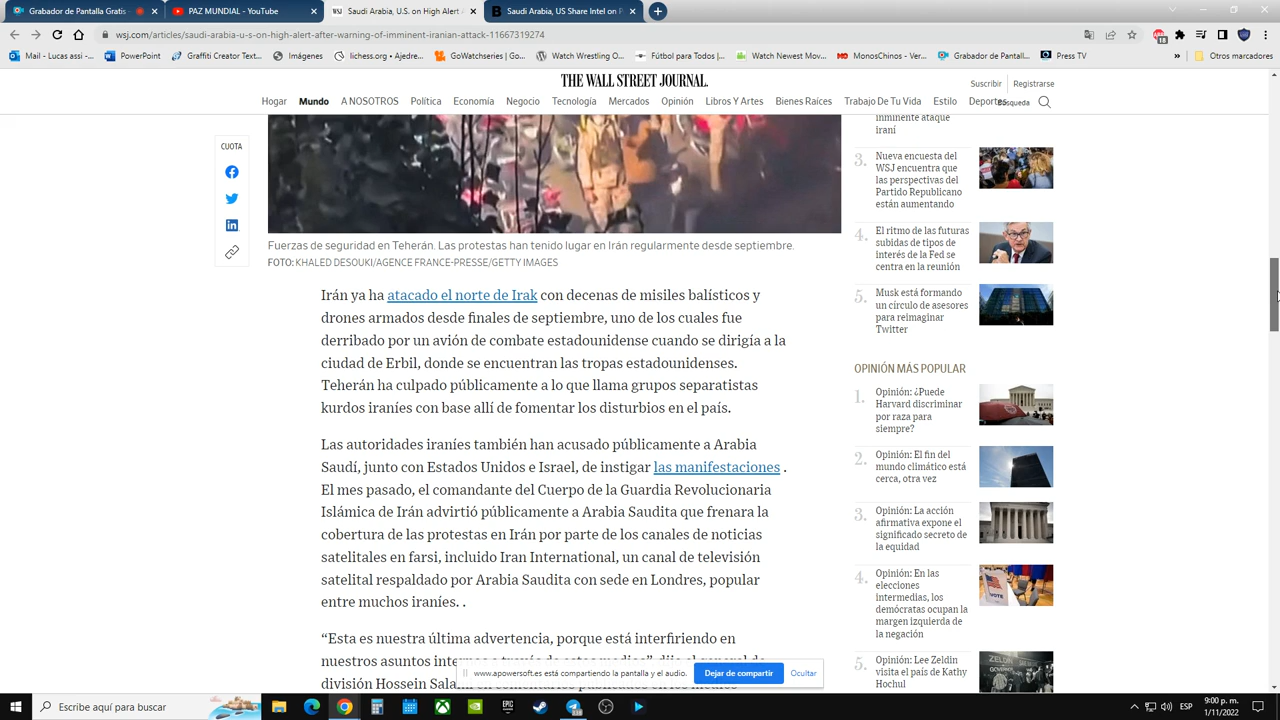 Grabador de Pantalla Gratis -
PAZ MUNDIAL - YouTube
Saudi Arabia, U.S. on High Alert A
Saudi Arabia, US Share Intel on P
wsj.com/articles/saudi-arabia-u-s-on-high-alert-after-warning-of-imminent-iranian-attack-11667319274
Mail - Lucas assi -...
PowerPoint
Graffiti Creator Text...
Instagram
lichess.org • Ajedre...
GoWatchseries | Go...
Watch Wrestling O...
Fútbol para Todos |...
Watch Newest Mov...
MonosChinos - Ver...
Grabador de Pantall...
Press TV
»
Otros marcadores
THE WALL STREET JOURNAL.
Suscribir
Registrarse
Hogar
Mundo
A NOSOTROS
Política
Economía
Negocio
Tecnología
Mercados
Opinión
Libros Y Artes
Bienes Raíces
Trabajo De Tu Vida
Estilo
Deportes
Búsqueda
CUOTA
Fuerzas de seguridad en Teherán. Las protestas han tenido lugar en Irán regularmente desde septiembre.
FOTO: KHALED DESOUKI/AGENCE FRANCE-PRESSE/GETTY IMAGES
Irán ya ha atacado el norte de Irak con decenas de misiles balísticos y
drones armados desde finales de septiembre, uno de los cuales fue
derribado por un avión de combate estadounidense cuando se dirigía a la
ciudad de Erbil, donde se encuentran las tropas estadounidenses.
Teherán ha culpado públicamente a lo que llama grupos separatistas
kurdos iraníes con base allí de fomentar los disturbios en el país.
Las autoridades iraníes también han acusado públicamente a Arabia
Saudí, junto con Estados Unidos e Israel, de instigar las manifestaciones .
El mes pasado, el comandante del Cuerpo de la Guardia Revolucionaria
Islámica de Irán advirtió públicamente a Arabia Saudita que frenara la
cobertura de las protestas en Irán por parte de los canales de noticias
satelitales en farsi, incluido Iran International, un canal de televisión
satelital respaldado por Arabia Saudita con sede en Londres, popular
entre muchos iraníes. .
“Esta es nuestra última advertencia, porque está interfiriendo en
nuestros asuntos
división Hossein
imminente ataque
iraní
3.
Nueva encuesta del
WSJ encuentra que
las perspectivas del
Partido Republicano
están aumentando
4.
El ritmo de las futuras
subidas de tipos de
interés de la Fed se
centra en la reunión
5.
Musk está formando
un círculo de asesores
para reimaginar
Twitter
OPINIÓN MÁS POPULAR
1.
Opinión: ¿Puede
Harvard discriminar
por raza para
siempre?
2.
Opinión: El fin del
mundo climático está
cerca, otra vez
3.
Opinión: La acción
afirmativa expone el
significado secreto de
la equidad
4.
Opinión: En las
elecciones
intermedias, los
demócratas ocupan la
margen izquierda de
la negación
5.
Opinión: Lee Zeldin
visita el país de Kathy
Hochul
VOTE
ZELDIN
www.apowersoft.es está compartiendo la pantalla y el audio.
Dejar de compartir
Ocultar
Escribe aquí para buscar
EPIC
ESP
9:00 p. m.
1/11/2022